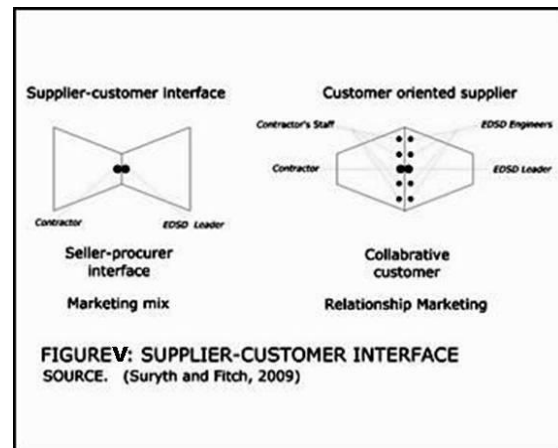 Supplier-customer interface
Customer oriented supplier
Contractor's Staff
EDSD Engineers
Contractor
EDSD Leader
Contractor
EDSD Leader
Seller-procurer
interface
Collabrative
customer
Marketing mix
Relationship Marketing
FIGUREV: SUPPLIER-CUSTOMER INTERFACE
SOURCE. (Suryth and Fitch, 2009)